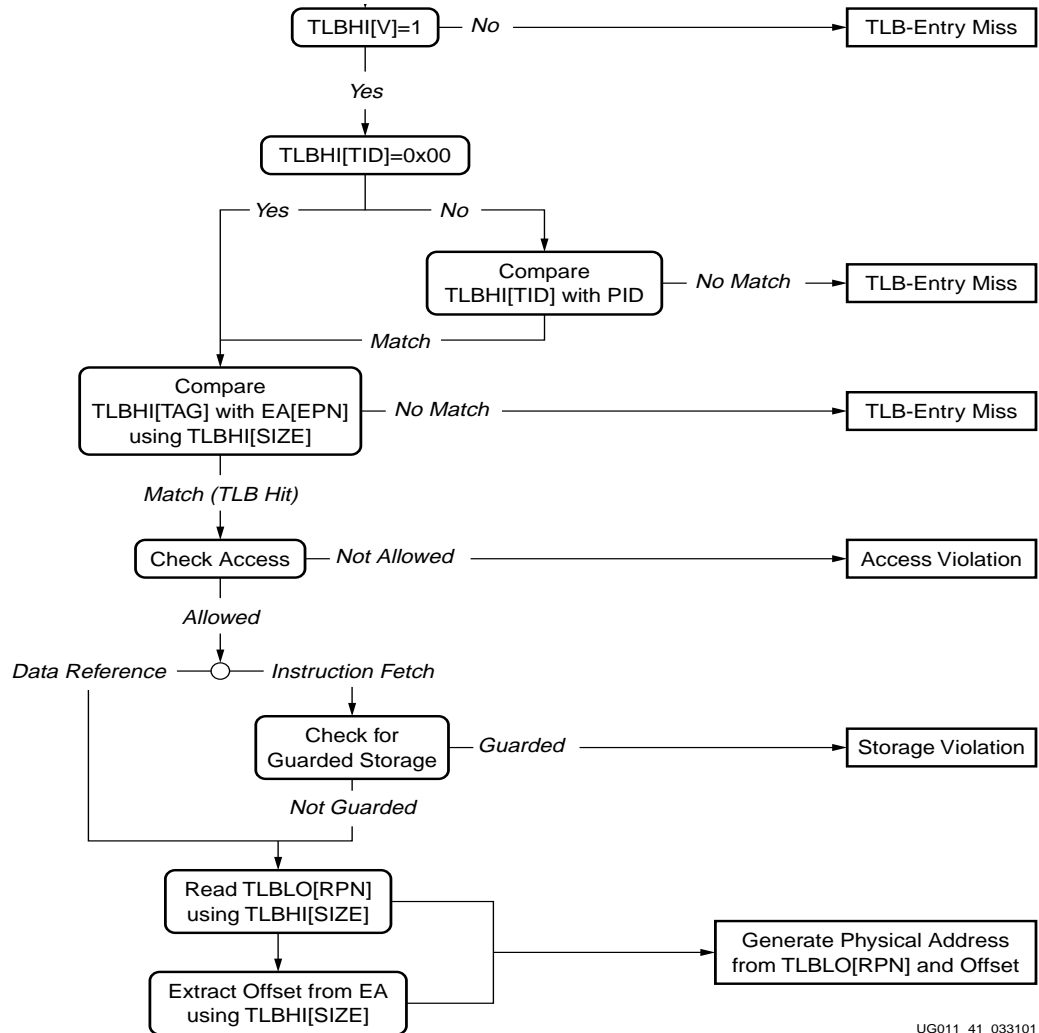 TLBHI[V]=1
No
TLB-Entry Miss
Yes
TLBHI[TID]=0x00
Yes
No
Compare
TLBHI[TID] with PID
No Match
TLB-Entry Miss
Match
Compare
TLBHI[TAG] with EA[EPN]
using TLBHI[SIZE]
No Match
TLB-Entry Miss
Match (TLB Hit)
Check Access
Not Allowed
Access Violation
Allowed
Data Reference
Instruction Fetch
Check for
Guarded Storage
Guarded
Storage Violation
Not Guarded
Read TLBLO[RPN]
using TLBHI[SIZE]
Generate Physical Address
from TLBLO[RPN] and Offset
Extract Offset from EA
using TLBHI[SIZE]
UG011_41_033101